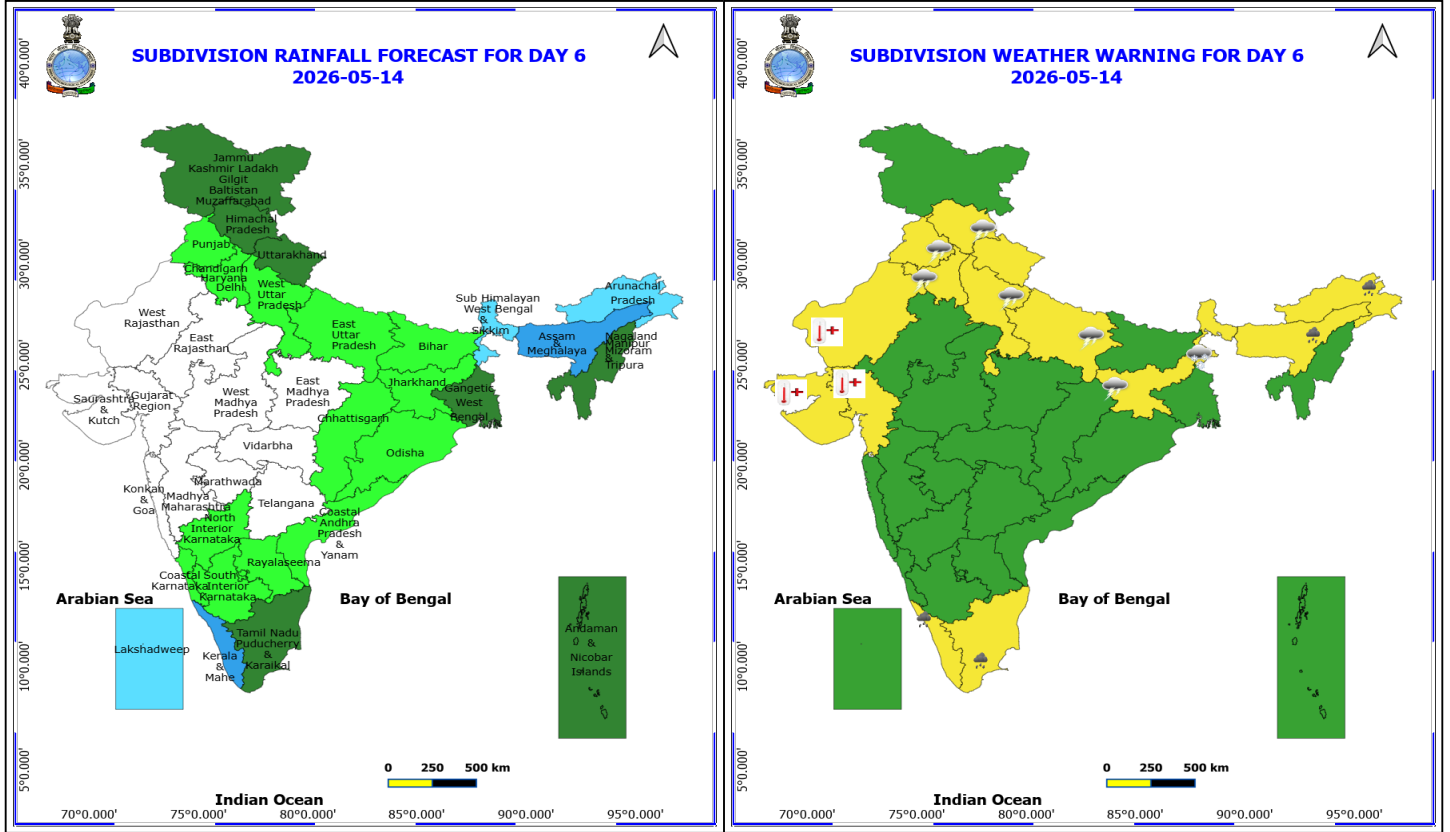 SUBDIVISION RAINFALL FORECAST FOR DAY 6
2026-05-14
40°0.000'
35°0.000'
30°0.000'
25°0.000'
20°0.000'
15°0.000'
10°0.000'
5°0.000'
Jammu
Kashmir Ladakh
Gilgit
Baltistan
Muzaffarabad
Himachal
Pradesh
Punjab
Uttarakhand
Chandigarh
Haryana
Delhi
West
Uttar
Pradesh
West
Rajasthan
East
Rajasthan
East
Uttar
Pradesh
Bihar
Sub Himalayan
West Bengal
&
Sikkim
Arunachal
Pradesh
Assam
&
Meghalaya
Nagaland
Manipur
Mizoram
&
Tripura
Saurashtra
&
Kutch
Gujarat
Region
West
Madhya
Pradesh
East
Madhya
Pradesh
Jharkhand
Gangetic
West
Bengal
Chhattisgarh
Odisha
Vidarbha
Marathwada
Konkan
&
Goa
Madhya
Maharashtra
Telangana
North
Interior
Karnataka
Coastal
Andhra
Pradesh
&
Yanam
Rayalaseema
Coastal
Karnataka
South
Interior
Karnataka
Arabian Sea
Bay of Bengal
Lakshadweep
Kerala
&
Mahe
Tamil Nadu
Puducherry
&
Karaikal
Andaman
&
Nicobar
Islands
0 250 500 km
Indian Ocean
70°0.000' 75°0.000' 80°0.000' 85°0.000' 90°0.000' 95°0.000'
SUBDIVISION WEATHER WARNING FOR DAY 6
2026-05-14
40°0.000'
35°0.000'
30°0.000'
25°0.000'
20°0.000'
15°0.000'
10°0.000'
5°0.000'
Arabian Sea
Bay of Bengal
0 250 500 km
Indian Ocean
70°0.000' 75°0.000' 80°0.000' 85°0.000' 90°0.000' 95°0.000'